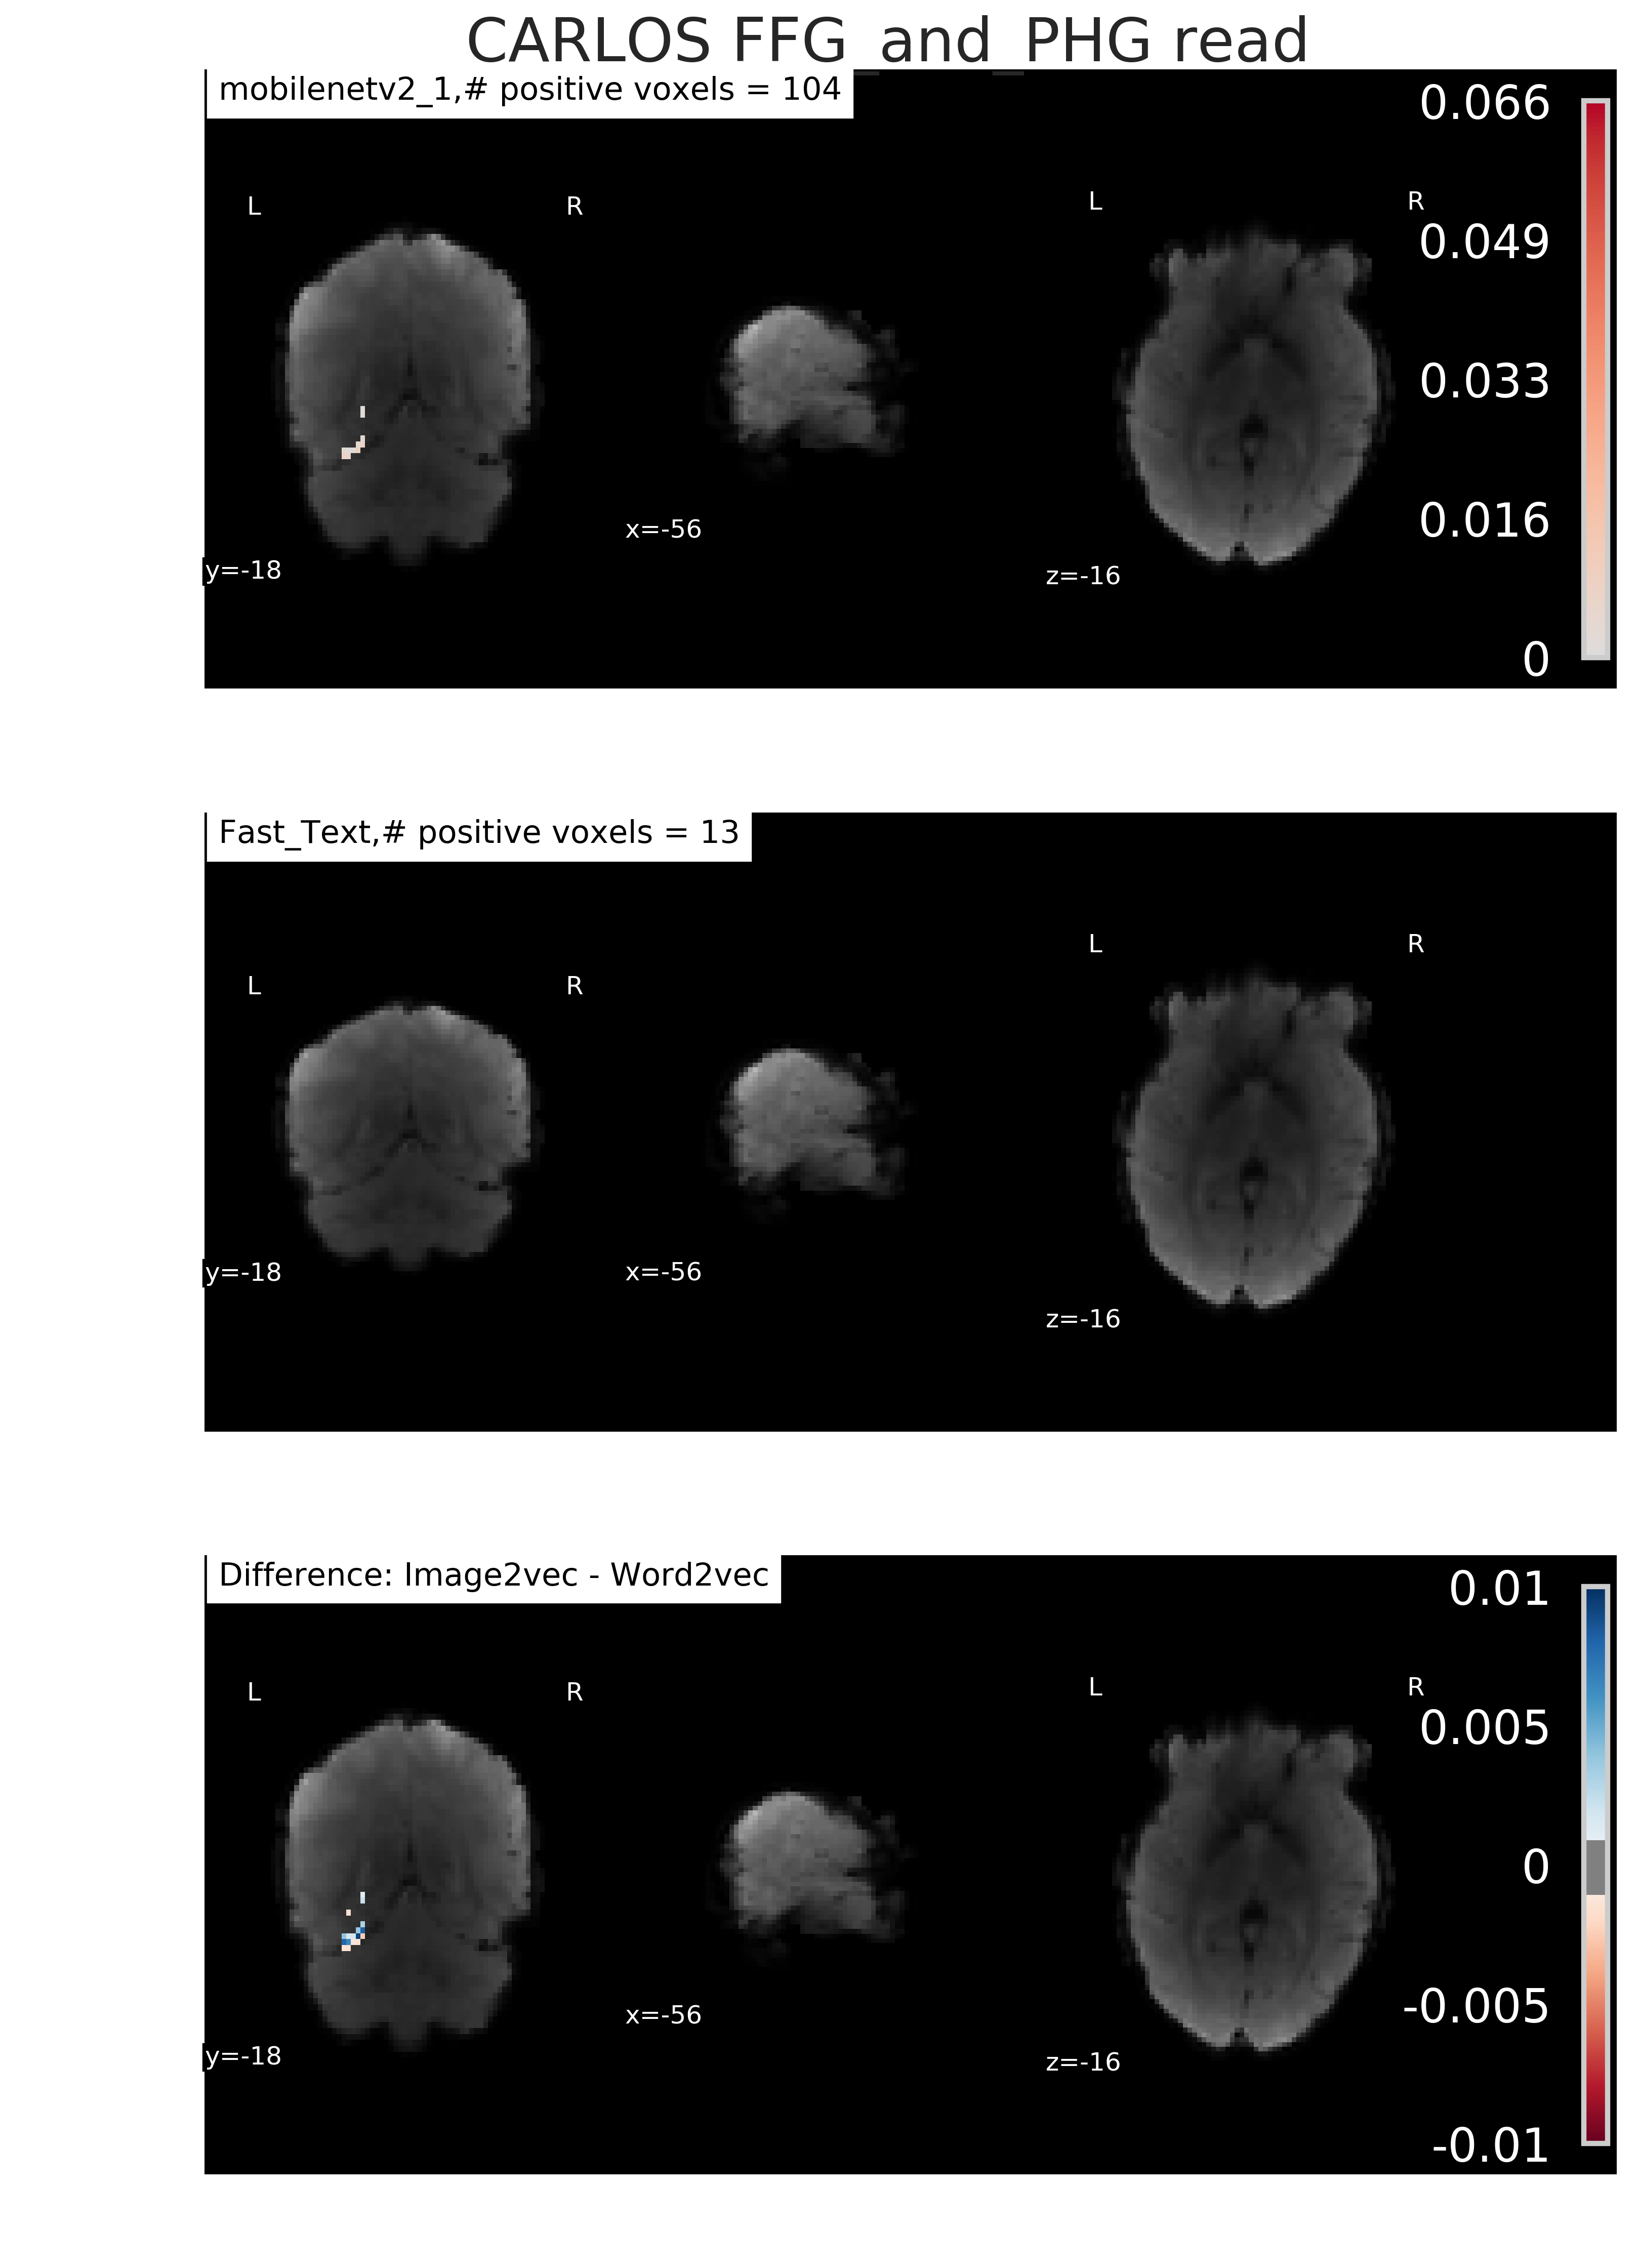 CARLOS FFG_and_PHG read
mobilenetv2_1,# positive voxels = 104
0.066
L R L R
0.049
0.033
0.016
x=-56
y=-18 z=-16
0
Fast_Text,# positive voxels = 13
L R
L R
y=-18 x=-56
z=-16
Difference: Image2vec - Word2vec
0.01
L R L R
0.005
0
-0.005
x=-56
y=-18 z=-16
-0.01